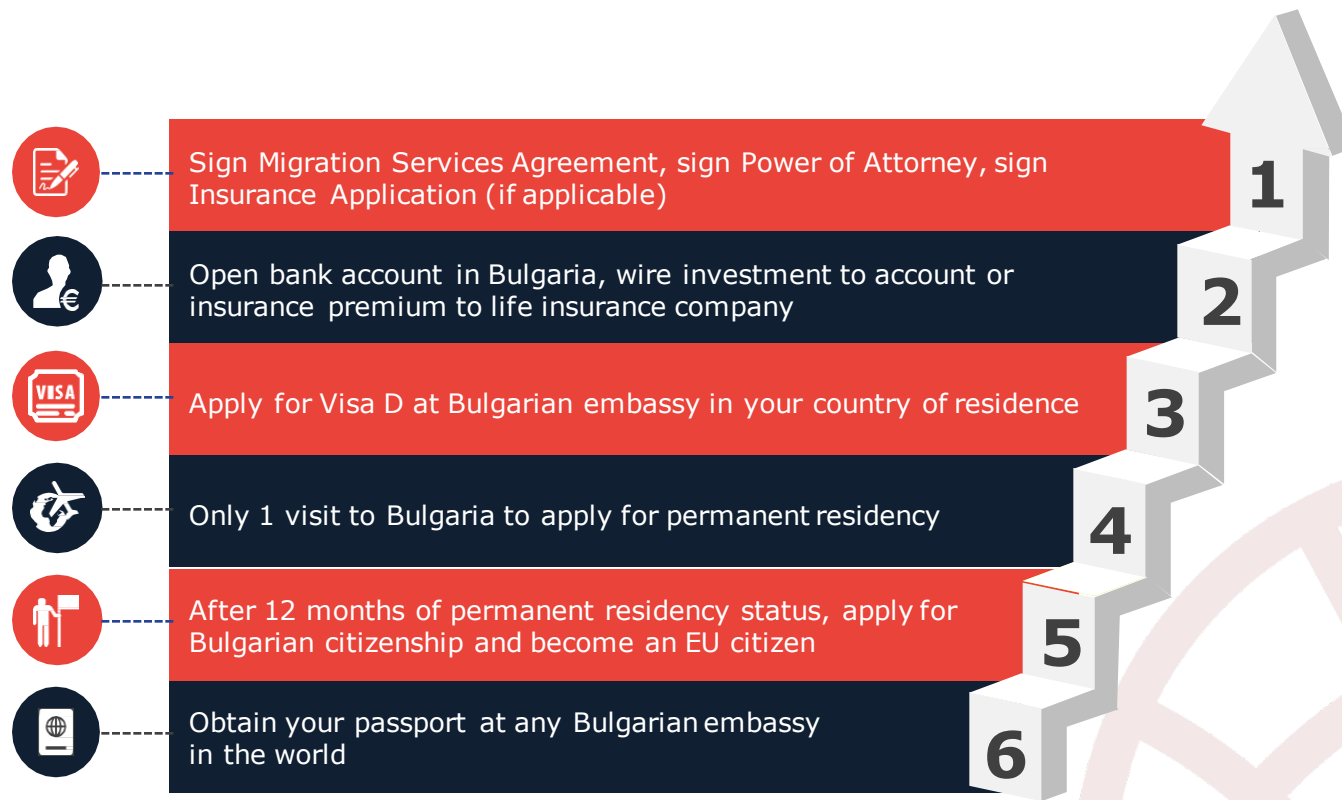 Sign Migration Services Agreement, sign Power of Attorney, sign
Insurance Application (if applicable)
1
Open bank account in Bulgaria, wire investment to account or
insurance premium to life insurance company
2
VISA
Apply for Visa D at Bulgarian embassy in your country of residence
3
Only 1 visit to Bulgaria to apply for permanent residency
4
After 12 months of permanent residency status, apply for
Bulgarian citizenship and become an EU citizen
5
Obtain your passport at any Bulgarian embassy
in the world
6
€